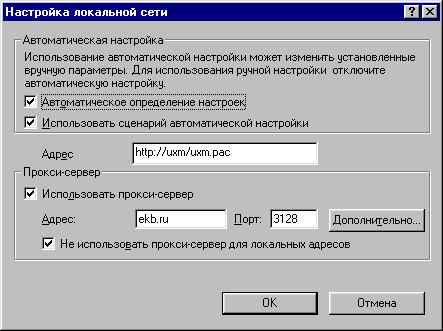 Настройка локальной сети
Автоматическая настройка
Использование автоматической настройки может изменить установленные
вручную параметры. Для использования ручной настройки отключите
автоматическую настройку.
Автоматическое определение настроек
Использовать сценарий автоматической настройки
Адрес http://uxm/uxm.pac
Прокси-сервер
Использовать прокси-сервер
Адрес: ekb.ru Порт: 3128 Дополнительно...
Не использовать прокси-сервер для локальных адресов
OK Отмена